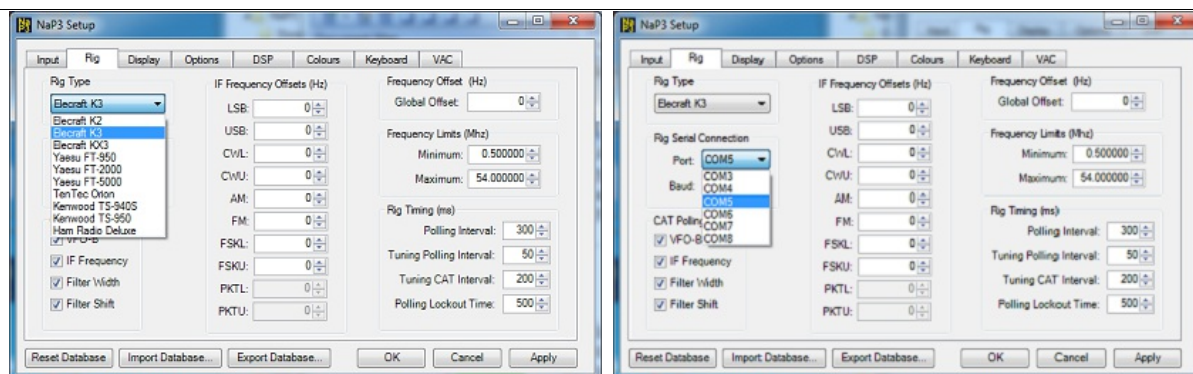 NaP3 Setup
Input Rig Display Options DSP Colours Keyboard VAC
Rig Type
Elecraft K3
Elecraft K2
Elecraft K3
Elecraft KX3
Yaesu FT-950
Yaesu FT-2000
Yaesu FT-5000
TenTec Orion
Kenwood TS-940S
Kenwood TS-950
Ham Radio Deluxe
VFO-B
IF Frequency
Filter Width
Filter Shift
IF Frequency Offsets (Hz)
LSB: 0
USB: 0
CWL: 0
CWU: 0
AM: 0
FM: 0
FSKL: 0
FSKU: 0
PKTL: 0
PKTU: 0
Frequency Offset (Hz)
Global Offset: 0
Frequency Limits (Mhz)
Minimum: 0.500000
Maximum: 54.000000
Rig Timing (ms)
Polling Interval: 300
Tuning Polling Interval: 50
Tuning CAT Interval: 200
Polling Lockout Time: 500
Reset Database Import Database... Export Database... OK Cancel Apply
NaP3 Setup
Input Rig Display Options DSP Colours Keyboard VAC
Rig Type
Elecraft K3
Rig Serial Connection
Port: COM5
Baud:
COM3
COM4
COM5
COM6
COM7
COM8
CAT Polling
VFO-B
IF Frequency
Filter Width
Filter Shift
IF Frequency Offsets (Hz)
LSB: 0
USB: 0
CWL: 0
CWU: 0
AM: 0
FM: 0
FSKL: 0
FSKU: 0
PKTL: 0
PKTU: 0
Frequency Offset (Hz)
Global Offset: 0
Frequency Limits (Mhz)
Minimum: 0.500000
Maximum: 54.000000
Rig Timing (ms)
Polling Interval: 300
Tuning Polling Interval: 50
Tuning CAT Interval: 200
Polling Lockout Time: 500
Reset Database Import Database... Export Database... OK Cancel Apply